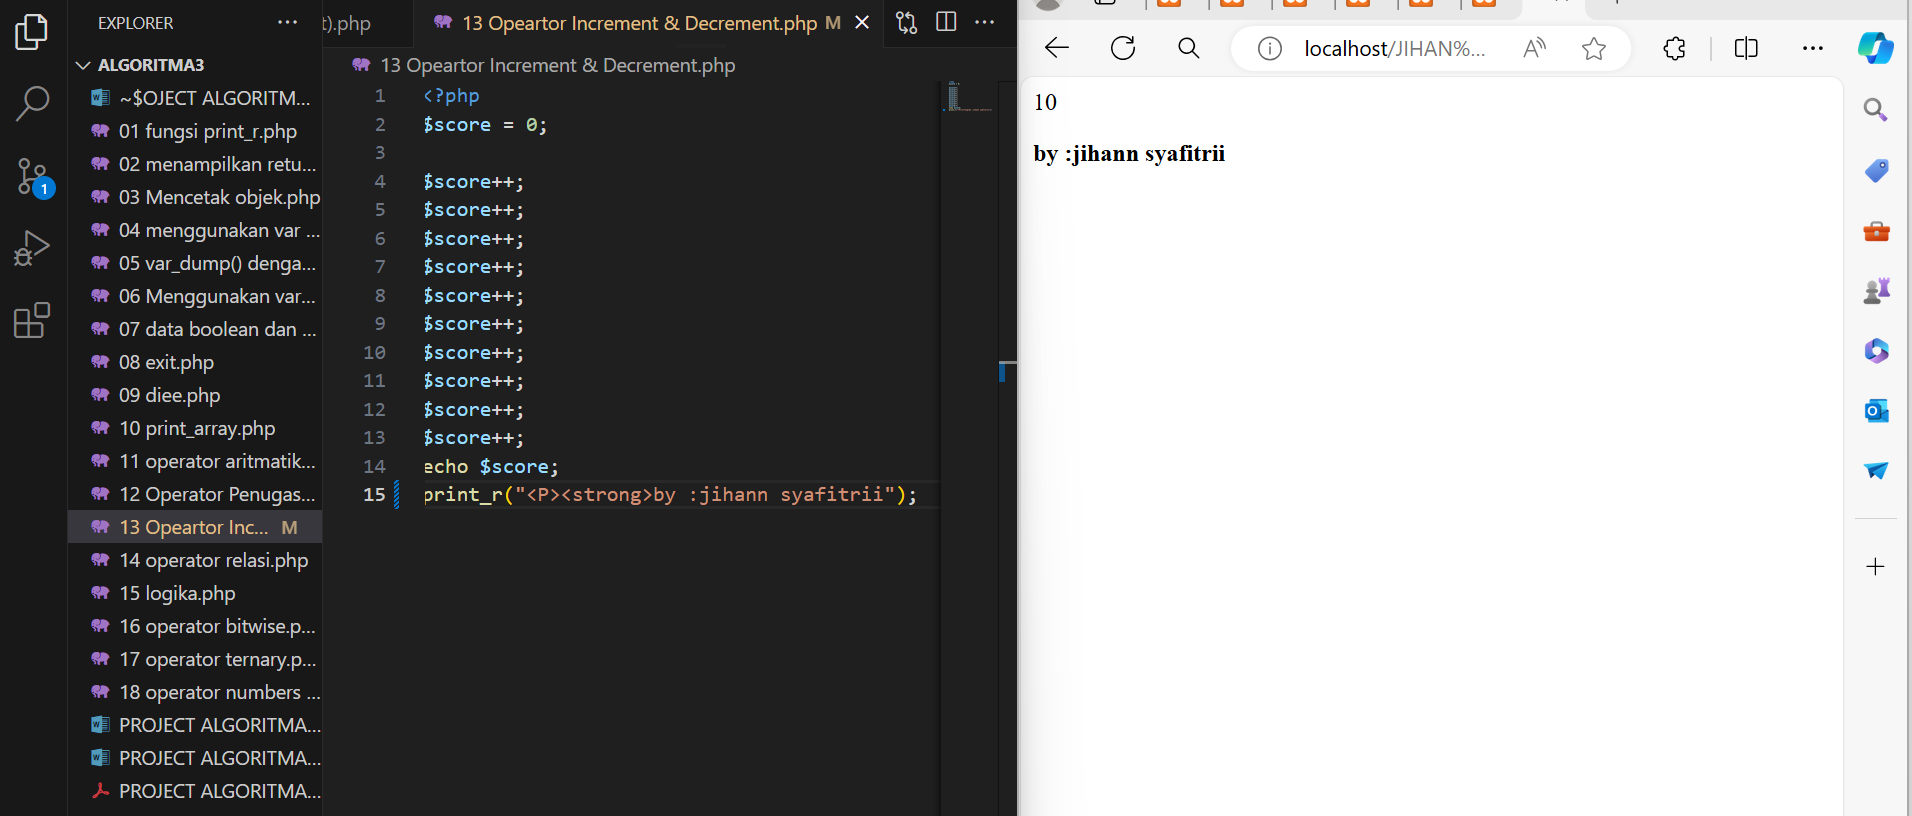 EXPLORER
ALGORITMA3
~$OJECT ALGORITM...
01 fungsi print_r.php
02 menampilkan retu...
03 Mencetak objek.php
04 menggunakan var ...
05 var_dump() denga...
06 Menggunakan var...
07 data boolean dan ...
08 exit.php
09 diee.php
10 print_array.php
11 operator aritmatik...
12 Operator Penugas...
13 Opeartor Inc... M
14 operator relasi.php
15 logika.php
16 operator bitwise.p...
17 operator ternary.p...
18 operator numbers ...
PROJECT ALGORITMA...
PROJECT ALGORITMA...
PROJECT ALGORITMA...
1
t).php
13 Opeartor Increment & Decrement.php M
13 Opeartor Increment & Decrement.php
1 <?php
2 $score = 0;
3
4 $score++;
5 $score++;
6 $score++;
7 $score++;
8 $score++;
9 $score++;
10 $score++;
11 $score++;
12 $score++;
13 $score++;
14 echo $score;
15 print_r("<P><strong>by :jihann syafitrii");
localhost/JIHAN%...
10
by :jihann syafitrii